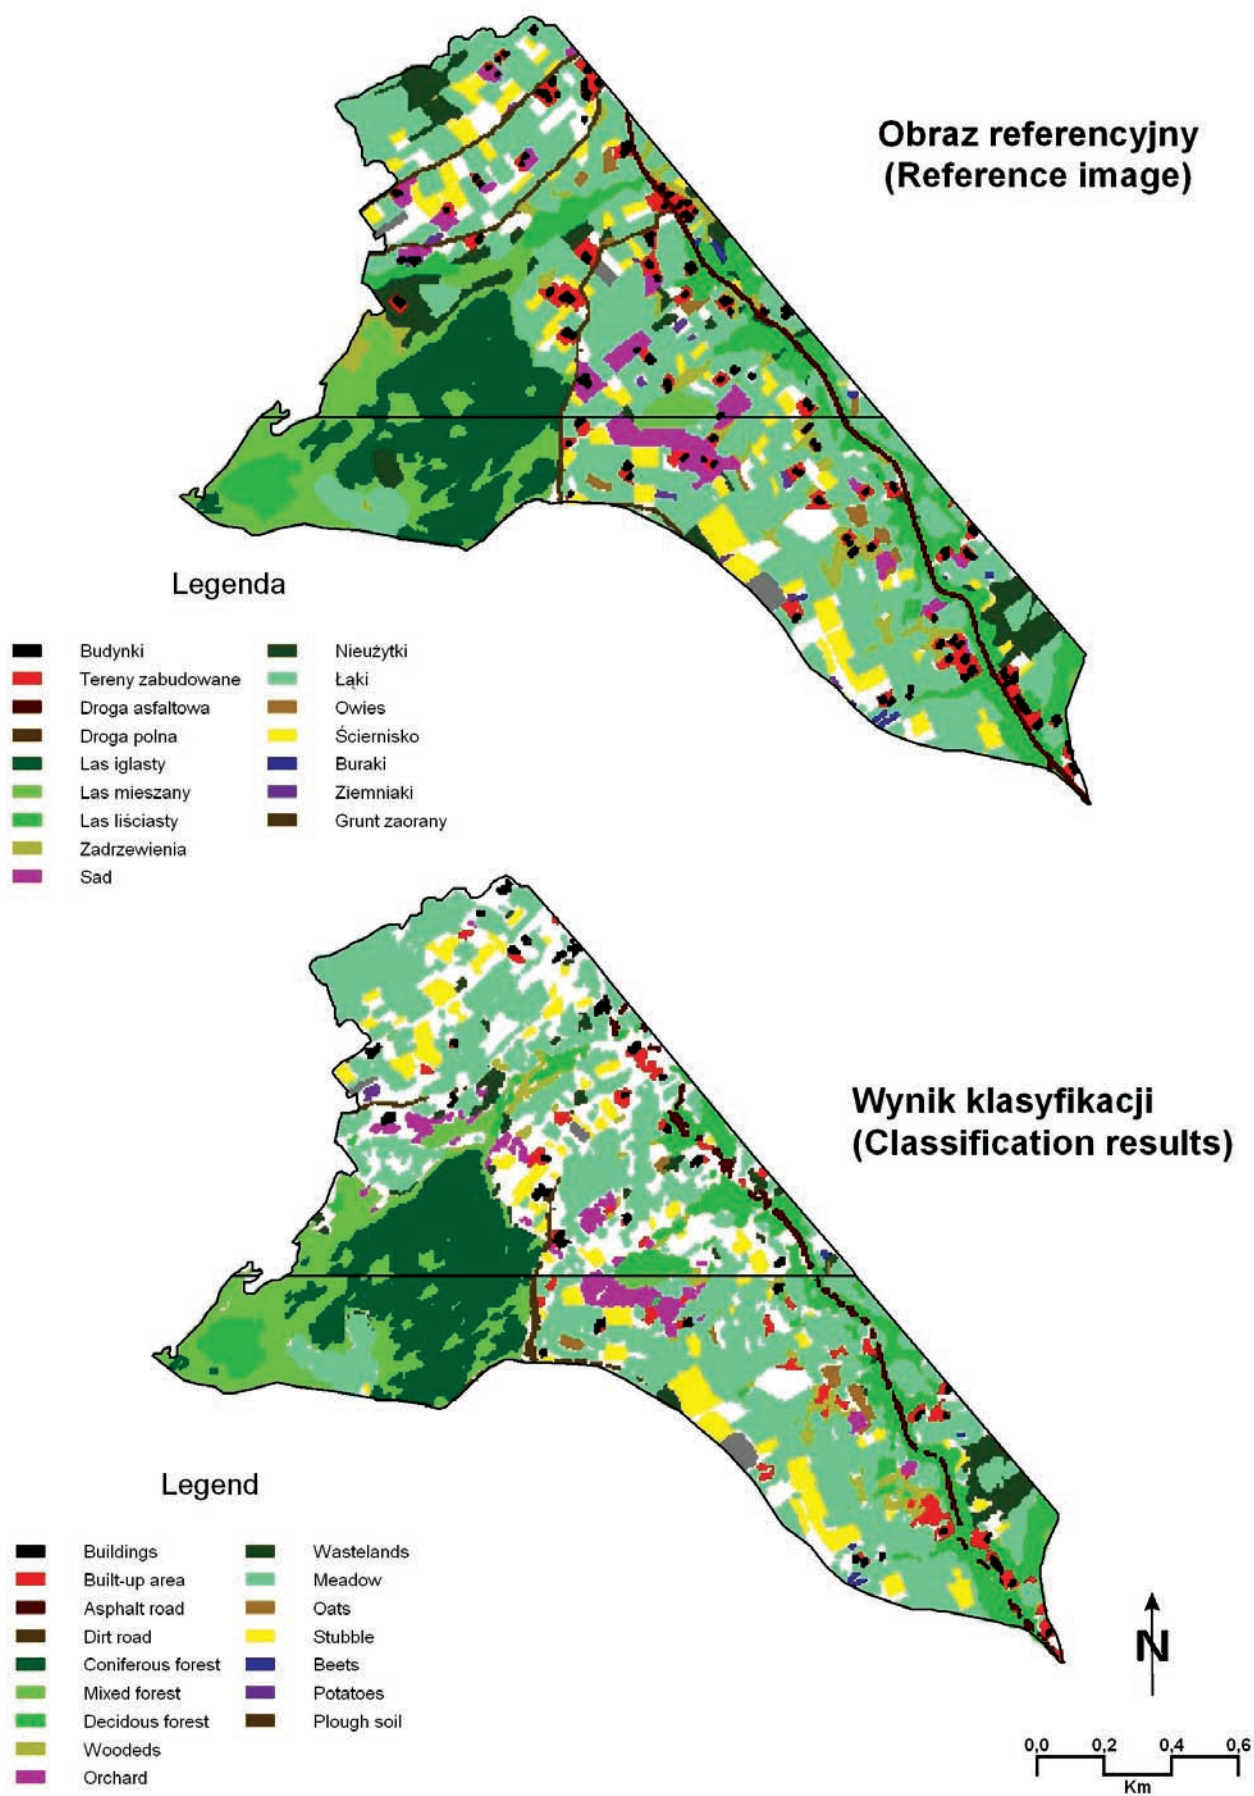 Obraz referencyjny
(Reference image)
Legenda
Budynki
Tereny zabudowane
Droga asfaltowa
Droga polna
Las iglasty
Las mieszany
Las liściasty
Zadrzewienia
Sad
Nieużytki
Łąki
Owies
Ściernisko
Buraki
Ziemniaki
Grunt zaorany
Wynik klasyfikacji
(Classification results)
Legend
Buildings
Built-up area
Asphalt road
Dirt road
Coniferous forest
Mixed forest
Decidous forest
Woodeds
Orchard
Wastelands
Meadow
Oats
Stubble
Beets
Potatoes
Plough soil
N
0,0 0,2 0,4 0,6
Km